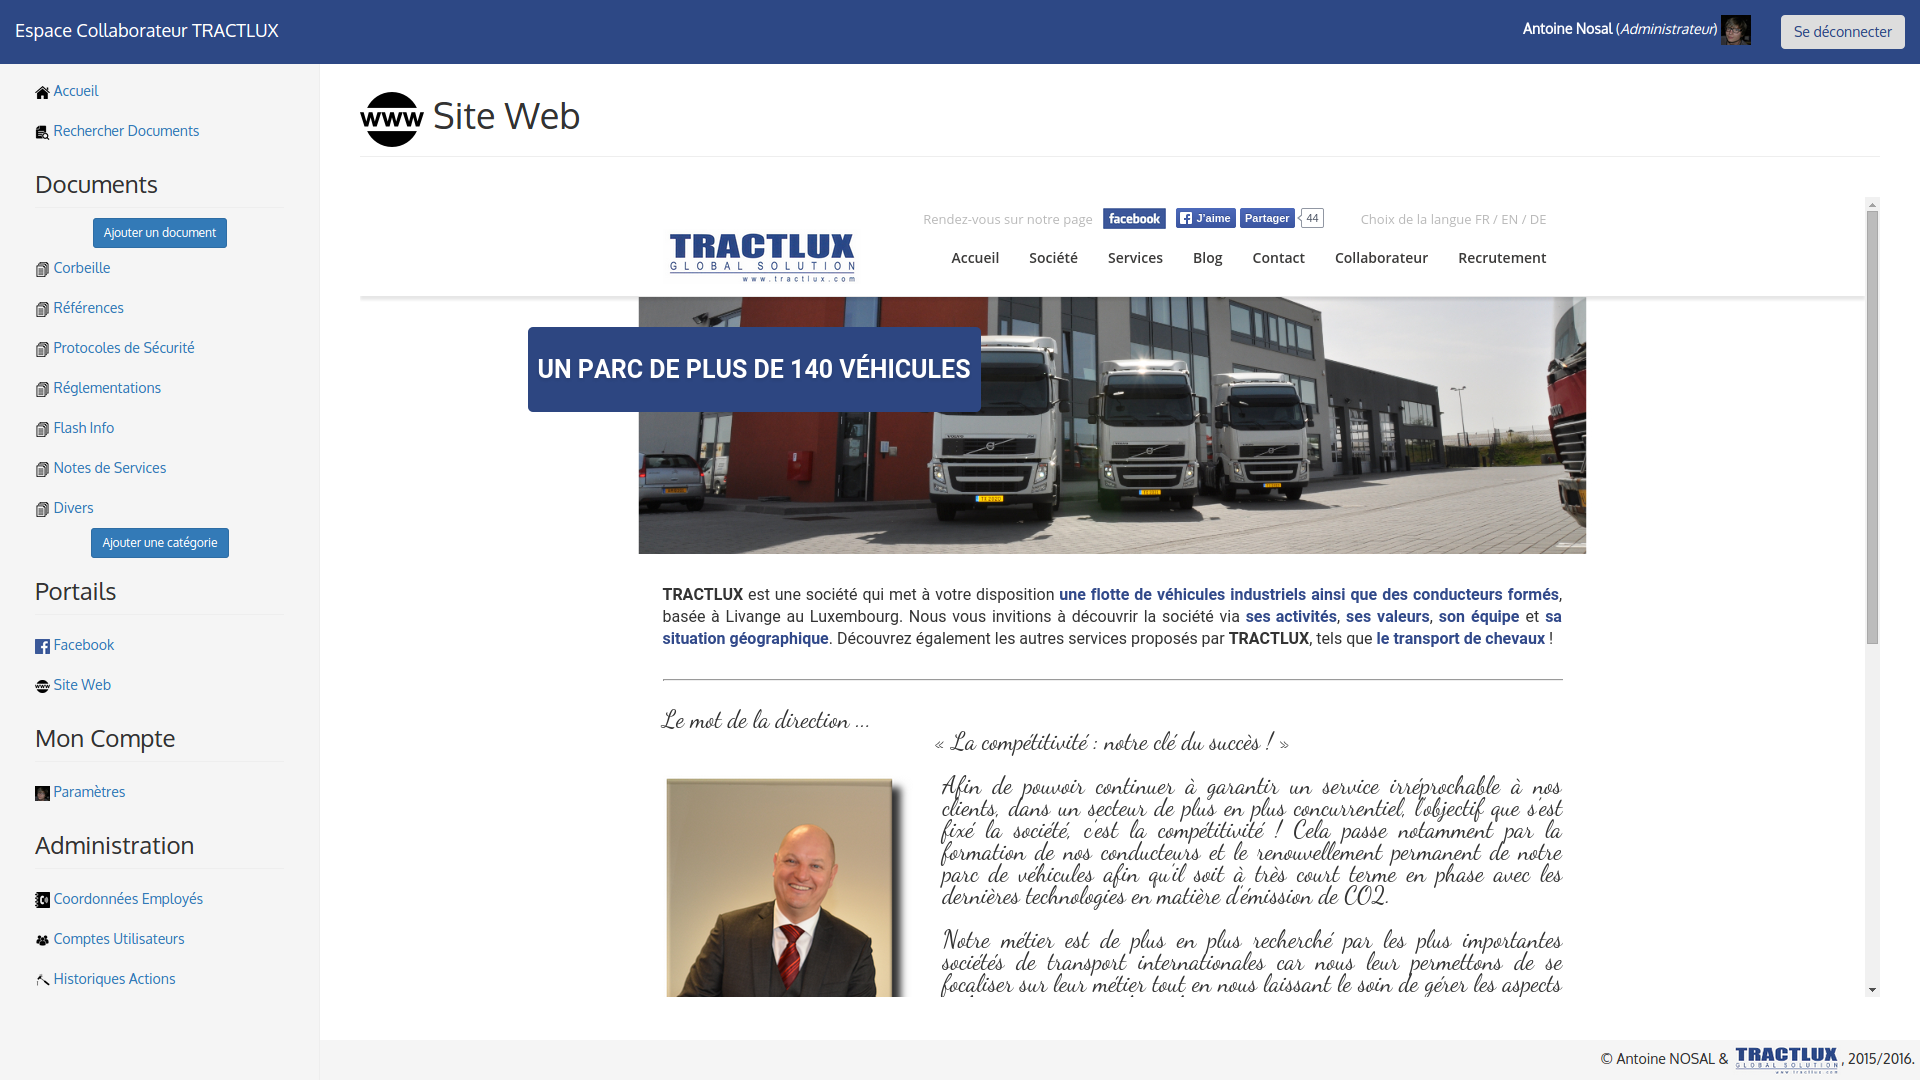 Espace Collaborateur TRACTLUX
Antoine Nosal (Administrateur)
Se déconnecter
Accueil
Rechercher Documents
Documents
Ajouter un document
Corbeille
Références
Protocoles de Sécurité
Réglementations
Flash Info
Notes de Services
Divers
Ajouter une catégorie
Portails
Facebook
Site Web
Mon Compte
Paramètres
Administration
Coordonnées Employés
Comptes Utilisateurs
Historiques Actions
www Site Web
Rendez-vous sur notre page facebook J'aime Partager 44 Choix de la langue FR / EN / DE
TRACTLUX
GLOBAL SOLUTION
www.tractlux.com
Accueil Société Services Blog Contact Collaborateur Recrutement
UN PARC DE PLUS DE 140 VÉHICULES
TRACTLUX est une société qui met à votre disposition une flotte de véhicules industriels ainsi que des conducteurs formés,
basée à Livange au Luxembourg. Nous vous invitions à découvrir la société via ses activités, ses valeurs, son équipe et sa
situation géographique. Découvrez également les autres services proposés par TRACTLUX, tels que le transport de chevaux !
Le mot de la direction ...
« La compétitivité : notre clé du succès ! »
Afin de pouvoir continuer à garantir un service irréprochable à nos
clients, dans un secteur de plus en plus concurrentiel, l'objectif que s'est
fixé la société, c'est la compétitivité ! Cela passe notamment par la
formation de nos conducteurs et le renouvellement permanent de notre
parc de véhicules afin qu'il soit à très court terme en phase avec les
dernières technologies en matière d'émission de CO2.
Notre métier est de plus en plus recherché par les plus importantes
sociétés de transport internationales car nous leur permettons de se
focaliser sur leur métier tout en nous laissant le soin de gérer les aspects
© Antoine NOSAL & TRACTLUX GLOBAL SOLUTION www.tractlux.com , 2015/2016.